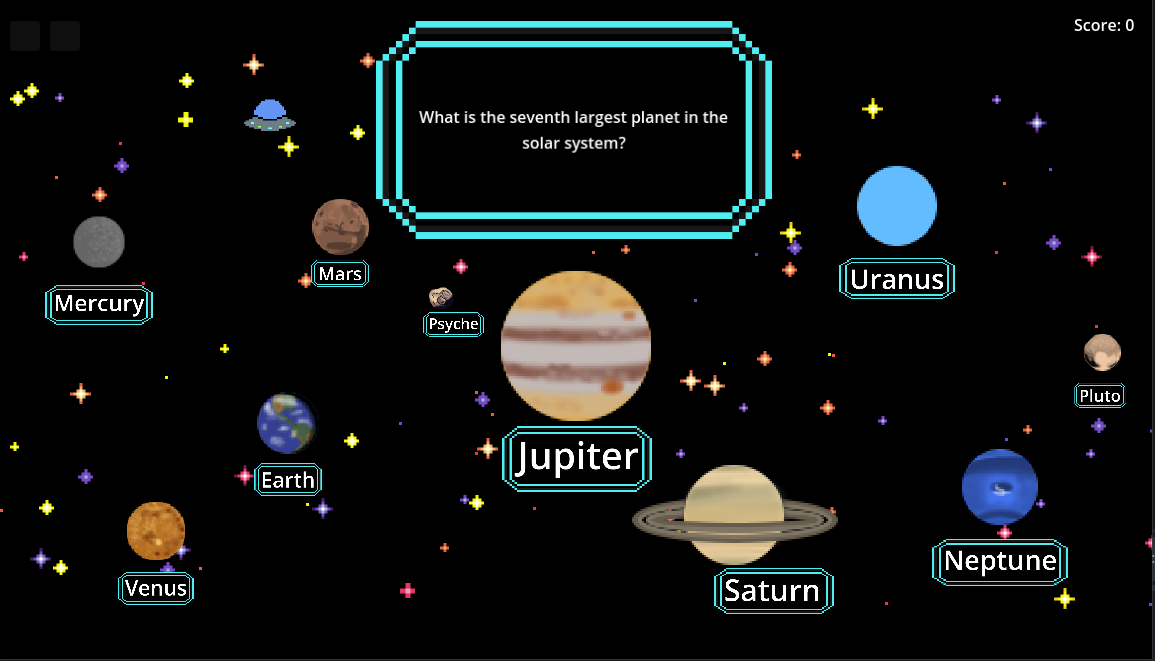 Score: 0
What is the seventh largest planet in the
solar system?
Mars
Uranus
Mercury
Psyche
Pluto
Jupiter
Earth
Neptune
Venus
Saturn